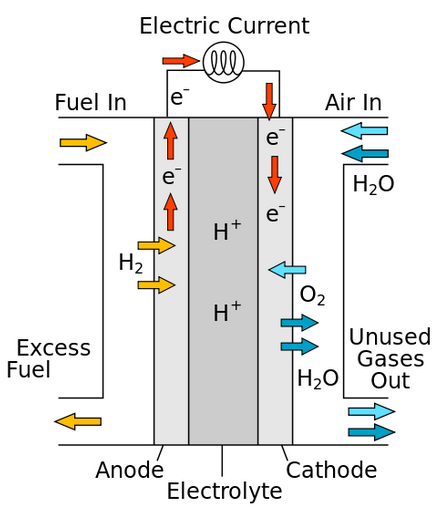 Electric Current
e⁻
Fuel In
Air In
e⁻
H₂O
e⁻
e⁻
H⁺
H₂
O₂
H⁺
Excess
Fuel
Unused
Gases
Out
H₂O
Anode
Cathode
Electrolyte